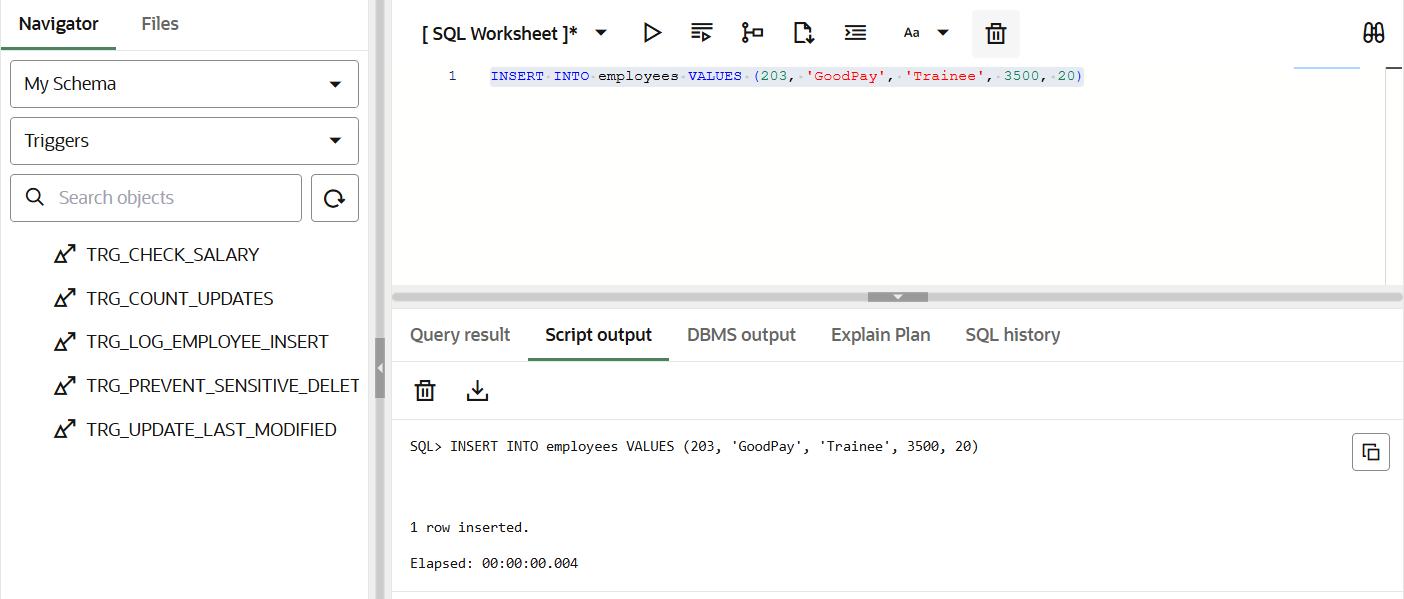 Navigator Files
My Schema
Triggers
Search objects
TRG_CHECK_SALARY
TRG_COUNT_UPDATES
TRG_LOG_EMPLOYEE_INSERT
TRG_PREVENT_SENSITIVE_DELET
TRG_UPDATE_LAST_MODIFIED
[ SQL Worksheet ]* Aa
1 INSERT INTO employees VALUES (203, 'GoodPay', 'Trainee', 3500, 20)
Query result Script output DBMS output Explain Plan SQL history
SQL> INSERT INTO employees VALUES (203, 'GoodPay', 'Trainee', 3500, 20)
1 row inserted.
Elapsed: 00:00:00.004